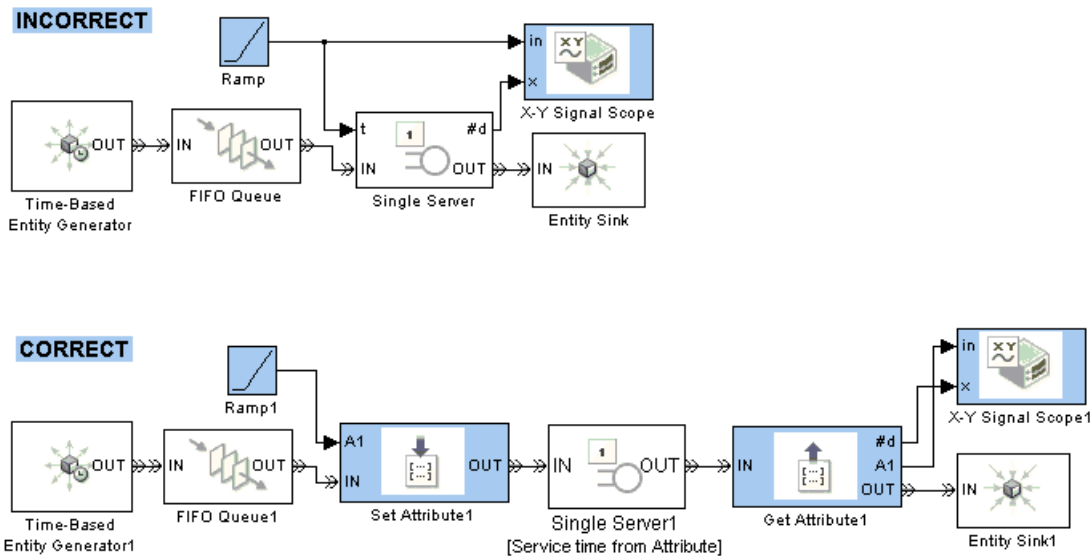 INCORRECT
Ramp
in
X Y
x
X-Y Signal Scope
OUT
IN
OUT
t
1
#d
IN
OUT
IN
Time-Based
Entity Generator
FIFO Queue
Single Server
Entity Sink
CORRECT
Ramp1
in
X Y
x
X-Y Signal Scope1
OUT
IN
OUT
A1
IN
[...]
[...]
OUT
IN
1
OUT
IN
[...]
[...]
#d
A1
OUT
IN
Time-Based
Entity Generator1
FIFO Queue1
Set Attribute1
Single Server1
[Service time from Attribute]
Get Attribute1
Entity Sink1